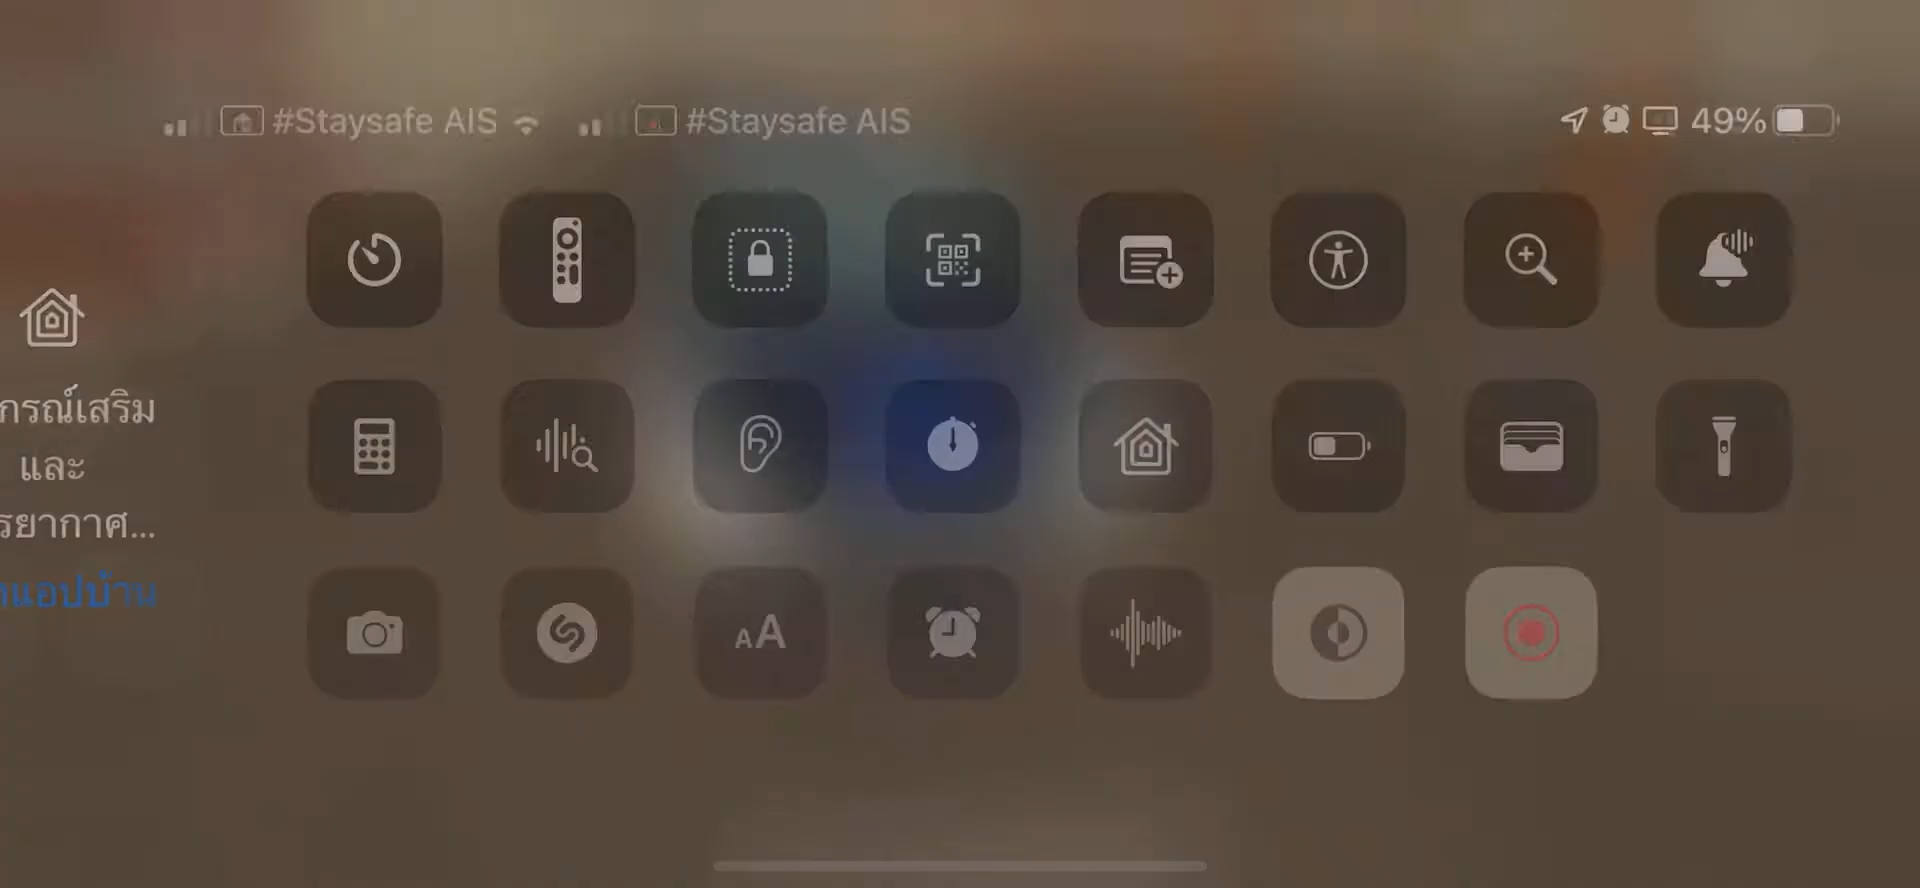 #Staysafe AIS #Staysafe AIS 49%
กรณ์เสริม
และ
รยากาศ...
แอปบ้าน
AA